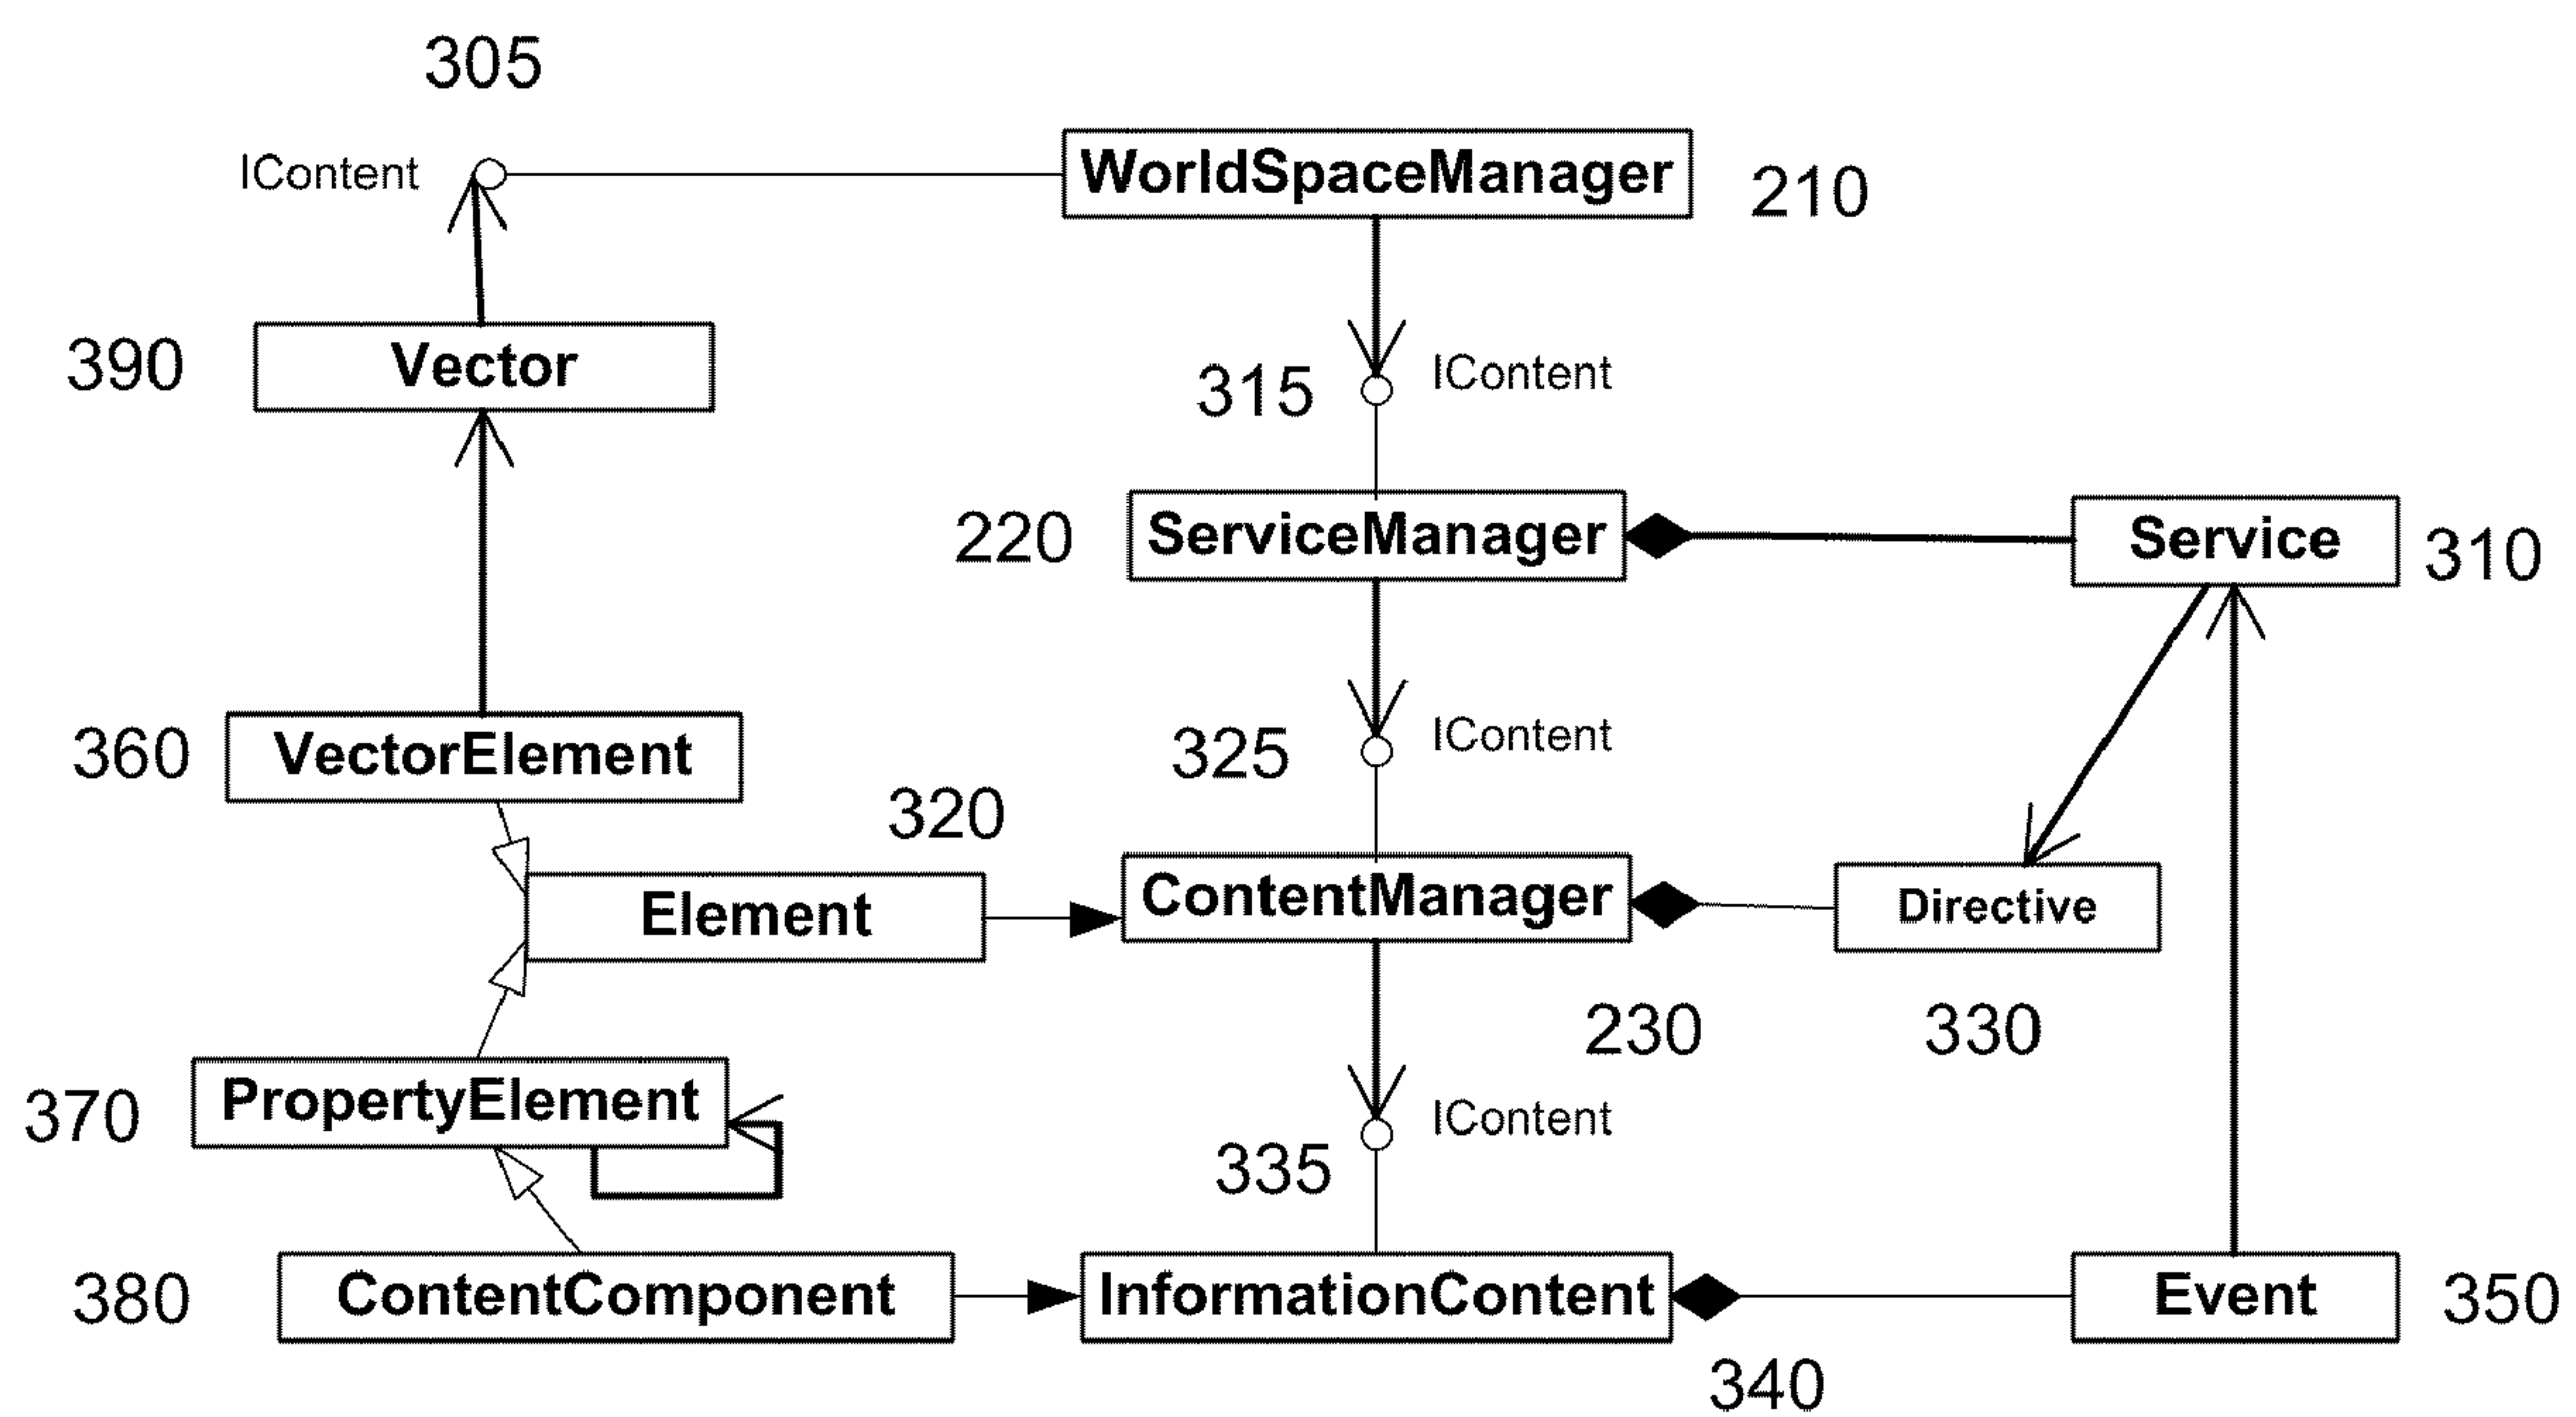 305
IContent
WorldSpaceManager
210
390
Vector
315
IContent
220
ServiceManager
Service
310
360
VectorElement
325
IContent
320
Element
ContentManager
Directive
230
330
370
PropertyElement
335
IContent
380
ContentComponent
InformationContent
Event
350
340